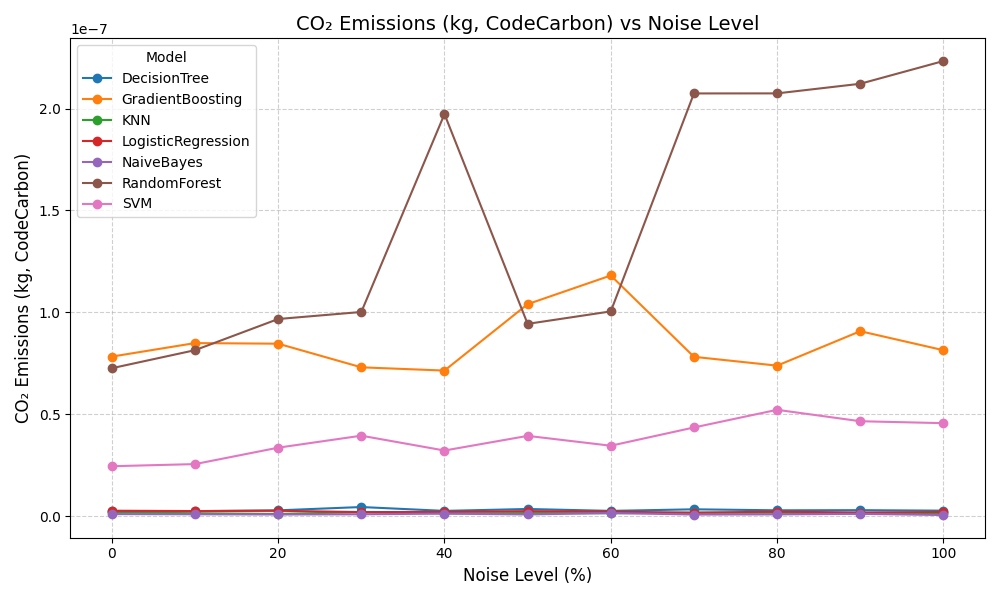 CO₂ Emissions (kg, CodeCarbon) vs Noise Level
1e−7
Model
DecisionTree
GradientBoosting
KNN
LogisticRegression
NaiveBayes
RandomForest
SVM
2.0
1.5
1.0
0.5
0.0
CO₂ Emissions (kg, CodeCarbon)
0 20 40 60 80 100
Noise Level (%)